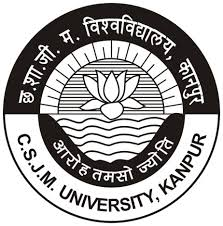 छ.शा.जी.म. विश्वविद्यालय, कानपुर
आरोह तमसो ज्योति
C.S.J.M. UNIVERSITY, KANPUR